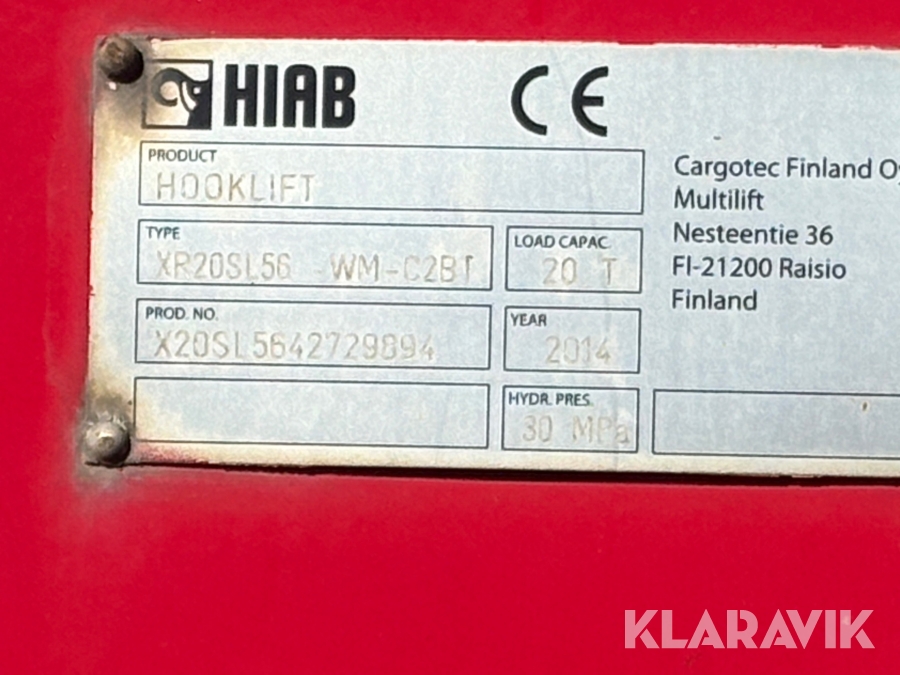 HIAB
CE
PRODUCT
HOOKLIFT
TYPE
XR20SL56 WM-C2BT
LOAD CAPAC.
20 T
PROD. NO.
X20SL5642729894
YEAR
2014
HYDR. PRES.
30 MPa
Cargotec Finland Oy
Multilift
Nesteentie 36
FI-21200 Raisio
Finland
KLARAVIK